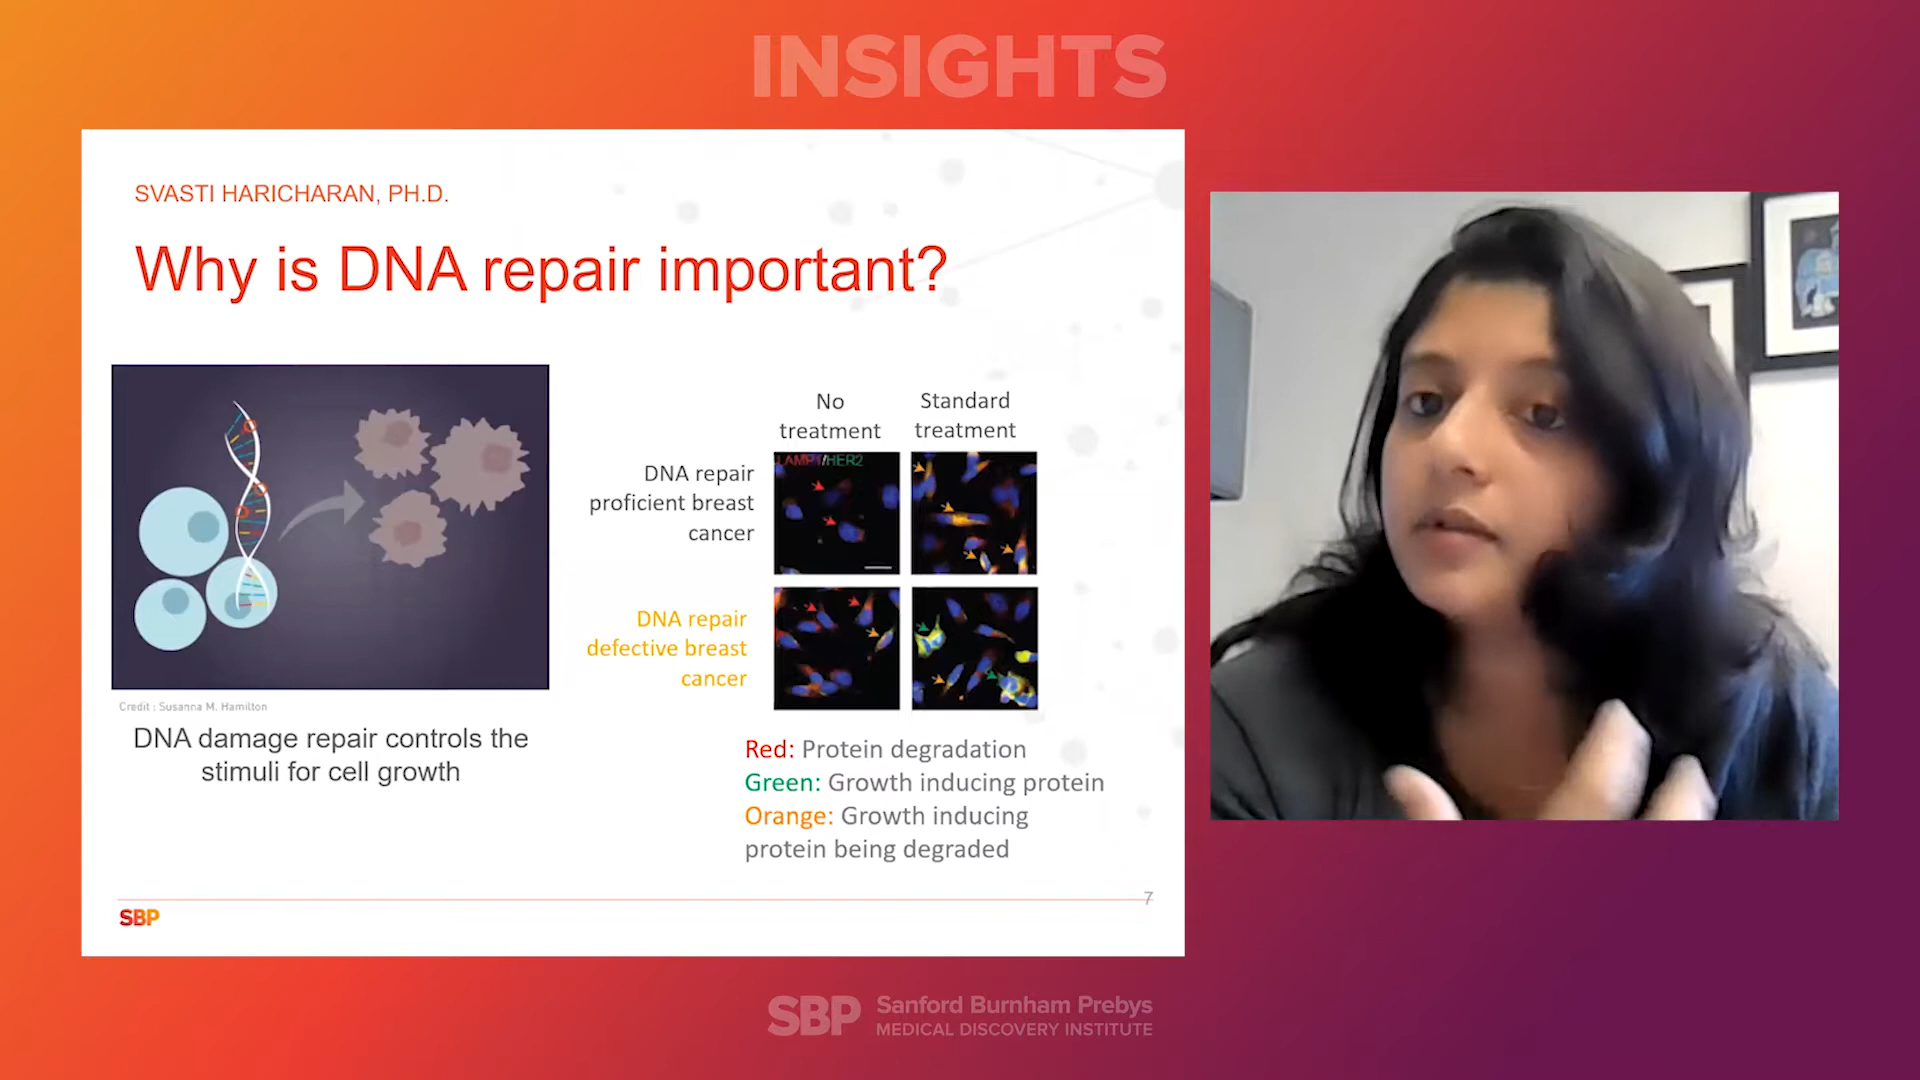 INSIGHTS
SVASTI HARICHARAN, PH.D.
Why is DNA repair important?
Credit : Susanna M. Hamilton
DNA damage repair controls the
stimuli for cell growth
No
treatment
Standard
treatment
DNA repair
proficient breast
cancer
LAMP1/HER2
DNA repair
defective breast
cancer
Red: Protein degradation
Green: Growth inducing protein
Orange: Growth inducing
protein being degraded
7
SBP
SBP Sanford Burnham Prebys
MEDICAL DISCOVERY INSTITUTE